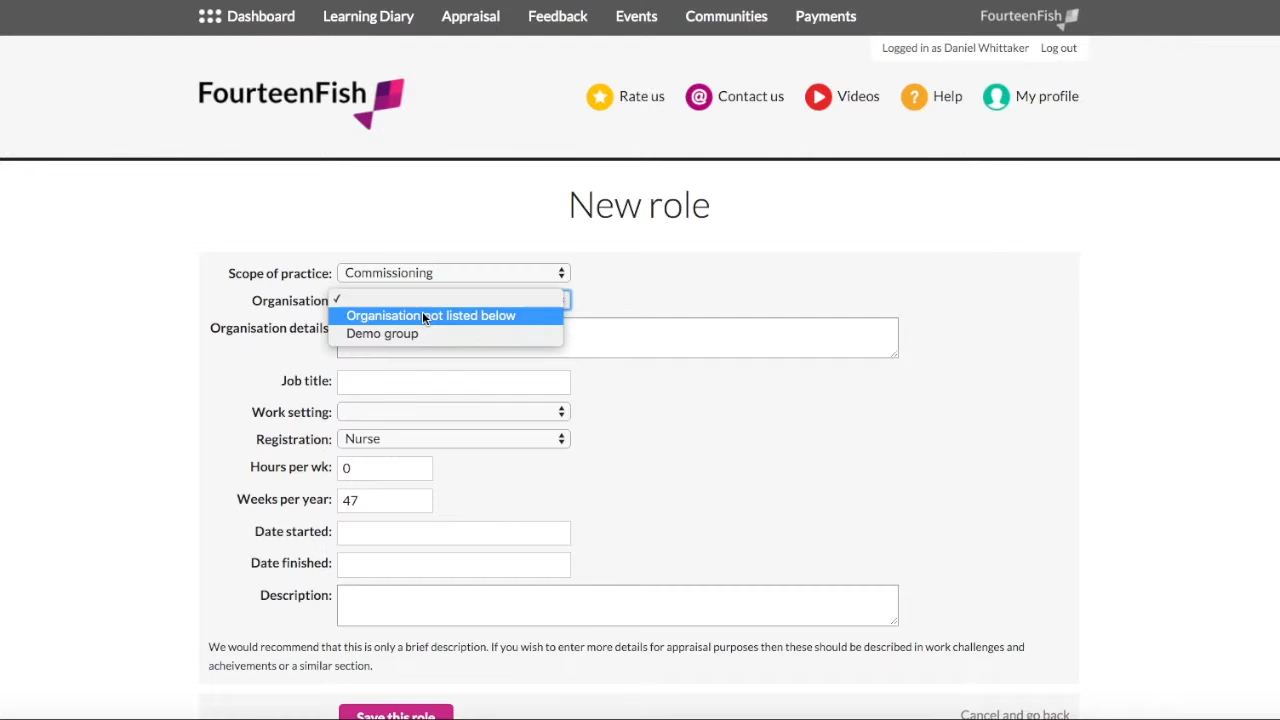 Dashboard Learning Diary Appraisal Feedback Events Communities Payments FourteenFish
Logged in as Daniel Whittaker Log out
FourteenFish Rate us @ Contact us Videos ? Help My profile
New role
Scope of practice: Commissioning
Organisation ✓
Organisation not listed below
Organisation details
Demo group
Job title:
Work setting:
Registration: Nurse
Hours per wk: 0
Weeks per year: 47
Date started:
Date finished:
Description:
We would recommend that this is only a brief description. If you wish to enter more details for appraisal purposes then these should be described in work challenges and
acheivements or a similar section.
Save this role Cancel and go back